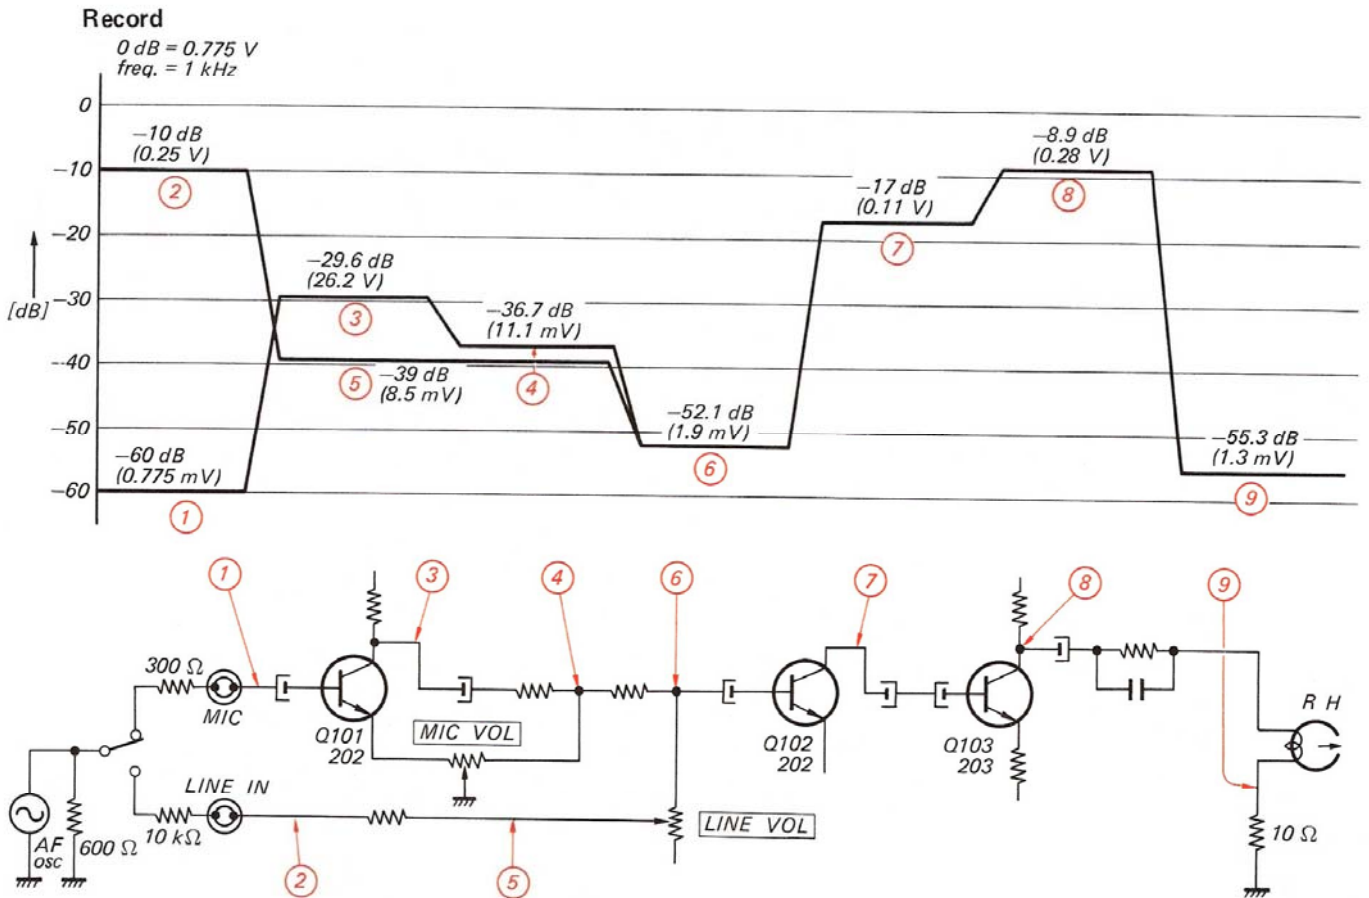 Record
0 dB = 0.775 V
freq. = 1 kHz
0
−10 dB
(0.25 V)
−8.9 dB
(0.28 V)
−10
2
−17 dB
(0.11 V)
8
−20
7
−29.6 dB
(26.2 V)
−30
[dB]
3
−36.7 dB
(11.1 mV)
−40
5
−39 dB
(8.5 mV)
4
−50
−52.1 dB
(1.9 mV)
−60 dB
(0.775 mV)
6
−55.3 dB
(1.3 mV)
−60
1
9
1
3
4
6
7
8
9
300 Ω
MIC
Q101
202
MIC VOL
Q102
202
Q103
203
R H
LINE IN
10 kΩ
LINE VOL
AF
osc
600 Ω
10 Ω
2
5